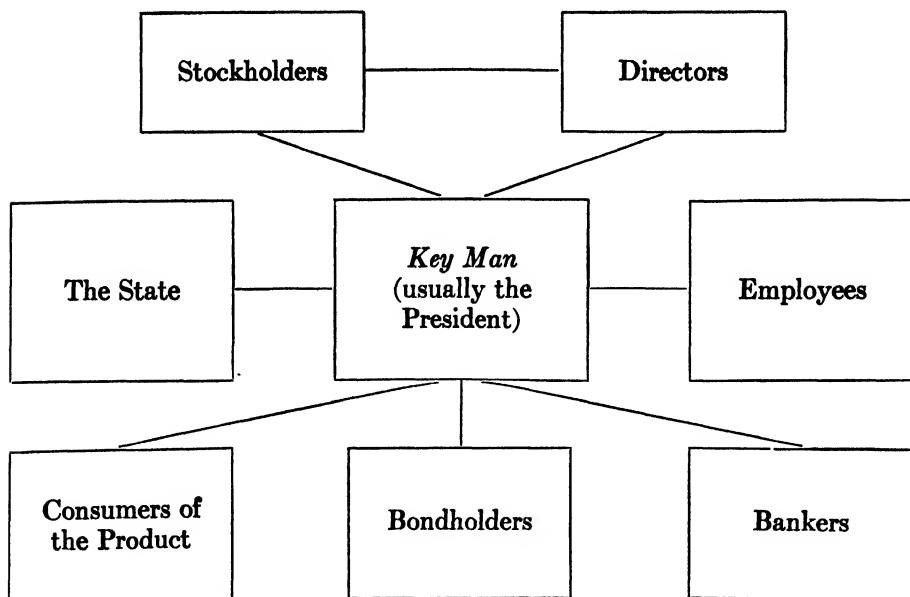 Stockholders
Directors
The State
Key Man
(usually the
President)
Employees
Consumers of
the Product
Bondholders
Bankers